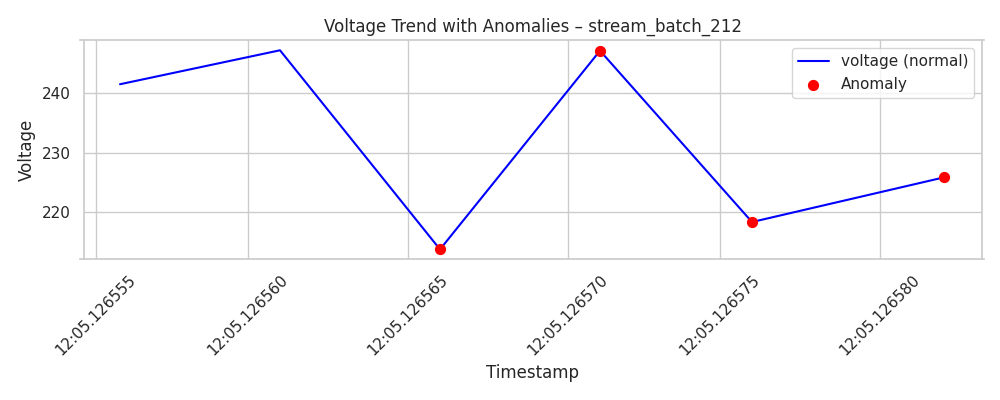 Voltage Trend with Anomalies – stream_batch_212
voltage (normal)
Anomaly
Voltage
240
230
220
12:05.126555
12:05.126560
12:05.126565
12:05.126570
12:05.126575
12:05.126580
Timestamp